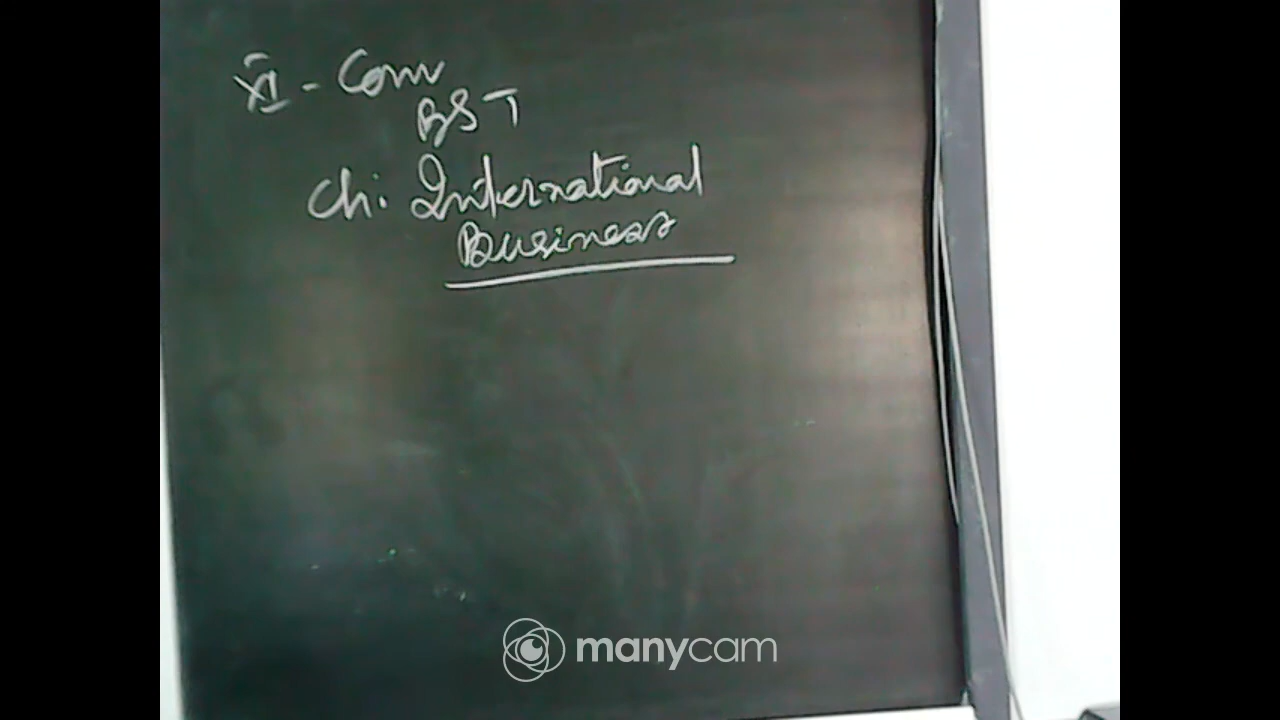 XI - Com
BST
Ch: International
Business
manycam